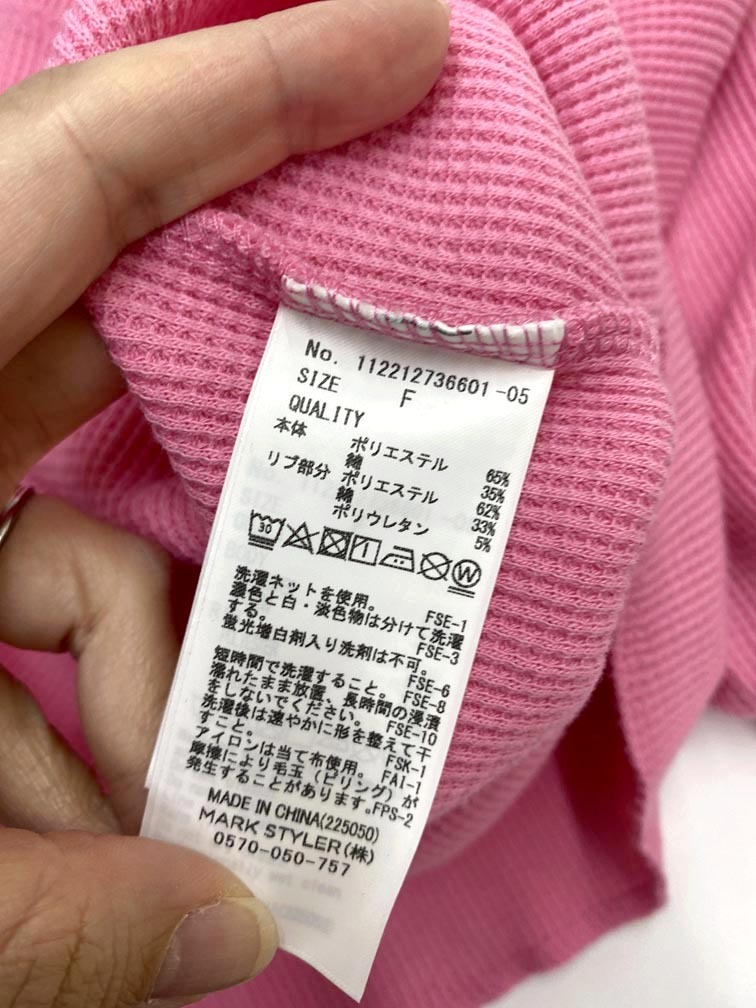 No. 112212736601-05
SIZE F
QUALITY
本体 ポリエステル 65%
綿 35%
リブ部分 ポリエステル 62%
綿 33%
ポリウレタン 5%
30 W
洗濯ネットを使用。 FSE-1
濃色と白・淡色物は分けて洗濯
する。 FSE-3
蛍光増白剤入り洗剤は不可。
FSE-6
短時間で洗濯すること。 FSE-8
濡れたまま放置、長時間の浸漬
をしないでください。 FSE-10
洗濯後は速やかに形を整えて干
すこと。 FSK-1
アイロンは当て布使用。 FAI-1
摩擦により毛玉（ピリング）が
発生することがあります。FPS-2
MADE IN CHINA(225050)
MARK STYLER(株)
0570-050-757